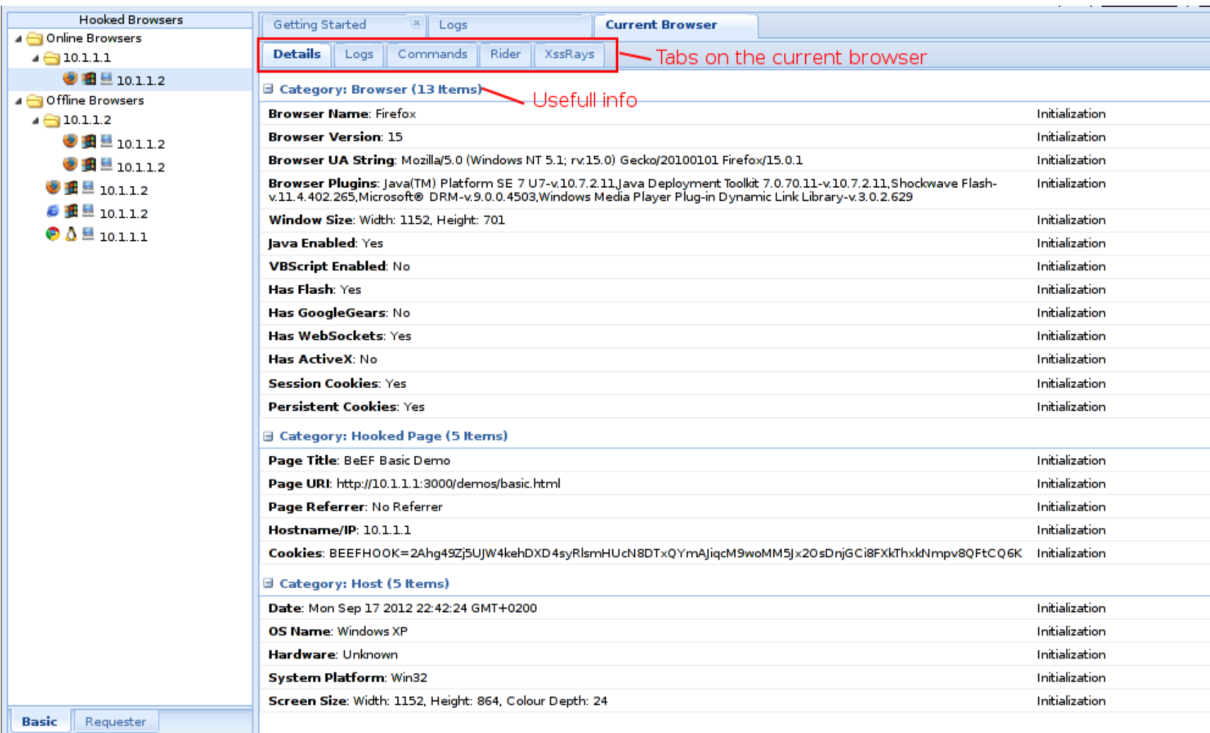 Hooked Browsers
Online Browsers
10.1.1.1
10.1.1.2
Offline Browsers
10.1.1.2
10.1.1.2
10.1.1.2
10.1.1.2
10.1.1.2
10.1.1.1
Basic Requester
Getting Started Logs Current Browser
Details Logs Commands Rider XssRays
Tabs on the current browser
Category: Browser (13 Items)
Usefull info
Browser Name: Firefox Initialization
Browser Version: 15 Initialization
Browser UA String: Mozilla/5.0 (Windows NT 5.1; rv:15.0) Gecko/20100101 Firefox/15.0.1 Initialization
Browser Plugins: Java(TM) Platform SE 7 U7-v.10.7.2.11,Java Deployment Toolkit 7.0.70.11-v.10.7.2.11,Shockwave Flash- Initialization
v.11.4.402.265,Microsoft® DRM-v.9.0.0.4503,Windows Media Player Plug-in Dynamic Link Library-v.3.0.2.629
Window Size: Width: 1152, Height: 701 Initialization
Java Enabled: Yes Initialization
VBScript Enabled: No Initialization
Has Flash: Yes Initialization
Has GoogleGears: No Initialization
Has WebSockets: Yes Initialization
Has ActiveX: No Initialization
Session Cookies: Yes Initialization
Persistent Cookies: Yes Initialization
Category: Hooked Page (5 Items)
Page Title: BeEF Basic Demo Initialization
Page URI: http://10.1.1.1:3000/demos/basic.html Initialization
Page Referrer: No Referrer Initialization
Hostname/IP: 10.1.1.1 Initialization
Cookies: BEEFHOOK=2Ahg49Zj5UJW4kehDXD4syRlsmHUcN8DTxQYmAJiqcM9woMM5Jx2OsDnjGCi8FXkThxkNmpv8QFtCQ6K Initialization
Category: Host (5 Items)
Date: Mon Sep 17 2012 22:42:24 GMT+0200 Initialization
OS Name: Windows XP Initialization
Hardware: Unknown Initialization
System Platform: Win32 Initialization
Screen Size: Width: 1152, Height: 864, Colour Depth: 24 Initialization